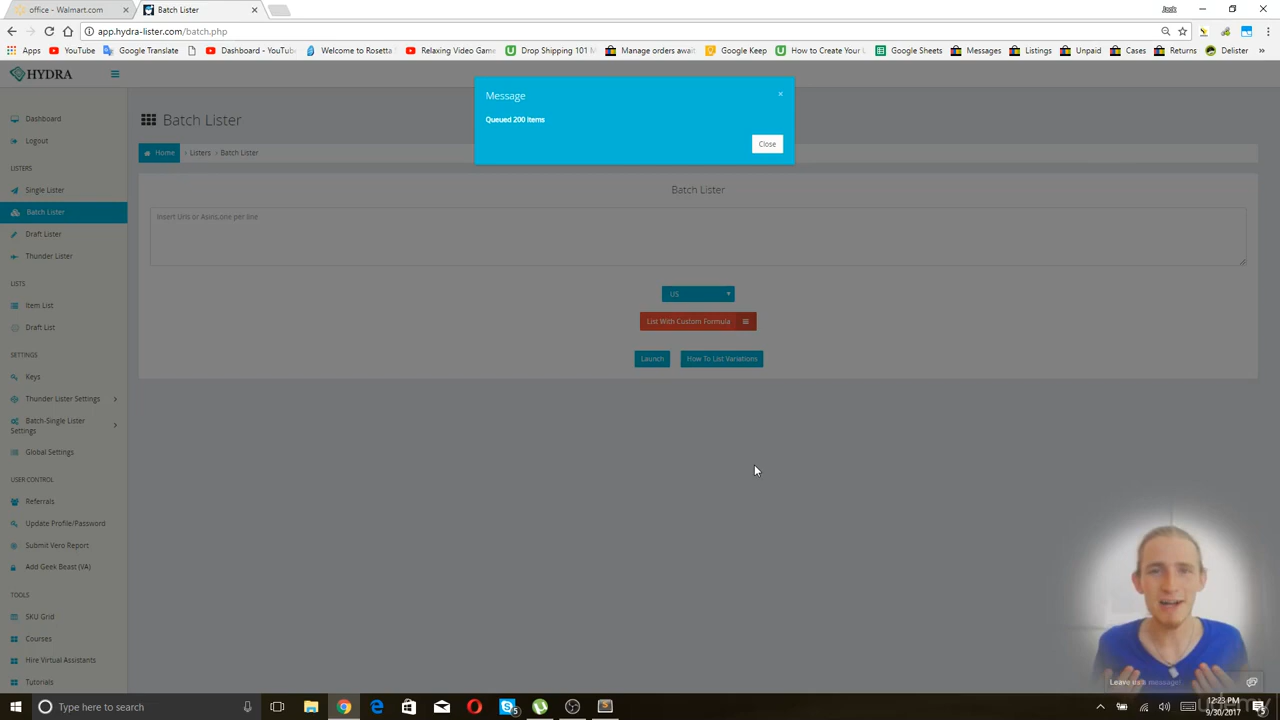 office - Walmart.com
Batch Lister
app.hydra-lister.com/batch.php
Apps
YouTube
Google Translate
Dashboard - YouTu
Welcome to Rosetta
Relaxing Video Game
Drop Shipping 101 M
Manage orders await
Google Keep
How to Create Your
Google Sheets
Messages
Listings
Unpaid
Cases
Returns
Delister
HYDRA
Message
Queued 200 items
Close
Batch Lister
Home
Listers > Batch Lister
Batch Lister
Insert Urls or Asins,one per line
US
List With Custom Formula
Launch
How To List Variations
Dashboard
Logout
LISTERS
Single Lister
Batch Lister
Draft Lister
Thunder Lister
LISTS
Item List
Draft List
SETTINGS
Keys
Thunder Lister Settings
Batch-Single Lister
Settings
Global Settings
USER CONTROL
Referrals
Update Profile/Password
Submit Vero Report
Add Geek Beast (VA)
TOOLS
SKU Grid
Courses
Hire Virtual Assistants
Tutorials
Leave us a message!
Type here to search
12:23 PM
9/30/2017
udemy